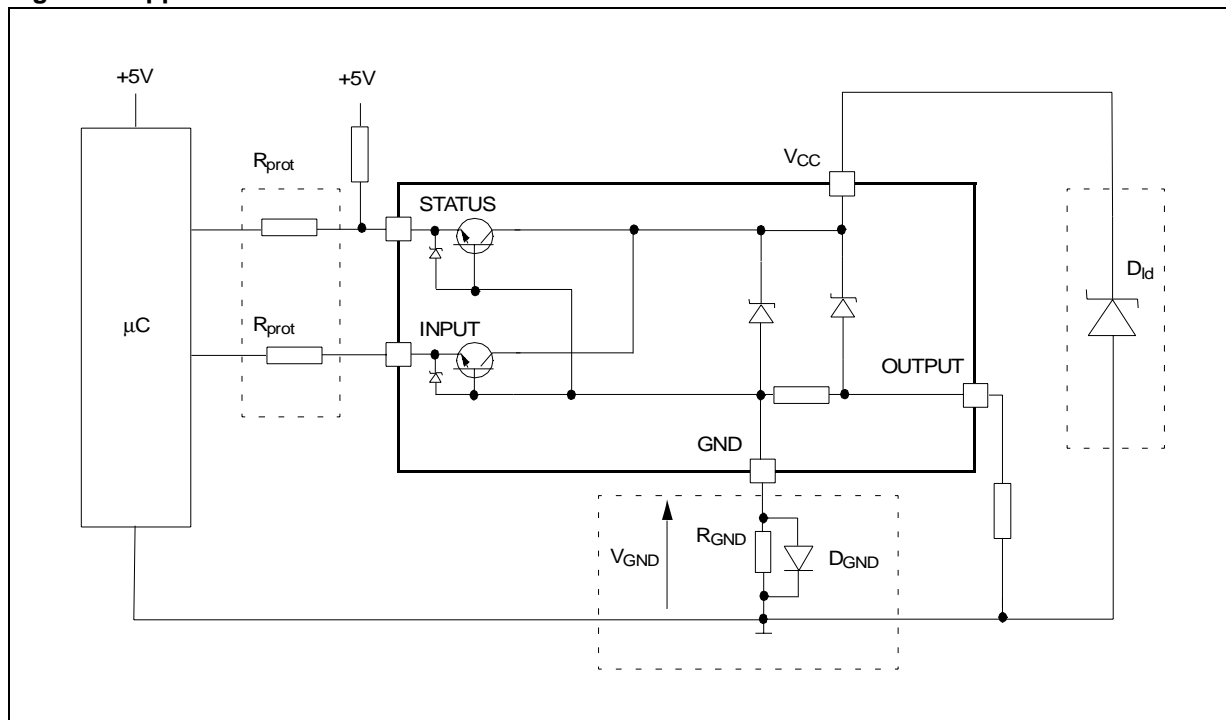 +5V
+5V
Rprot
VCC
STATUS
Dld
μC
Rprot
INPUT
OUTPUT
GND
RGND
VGND
DGND